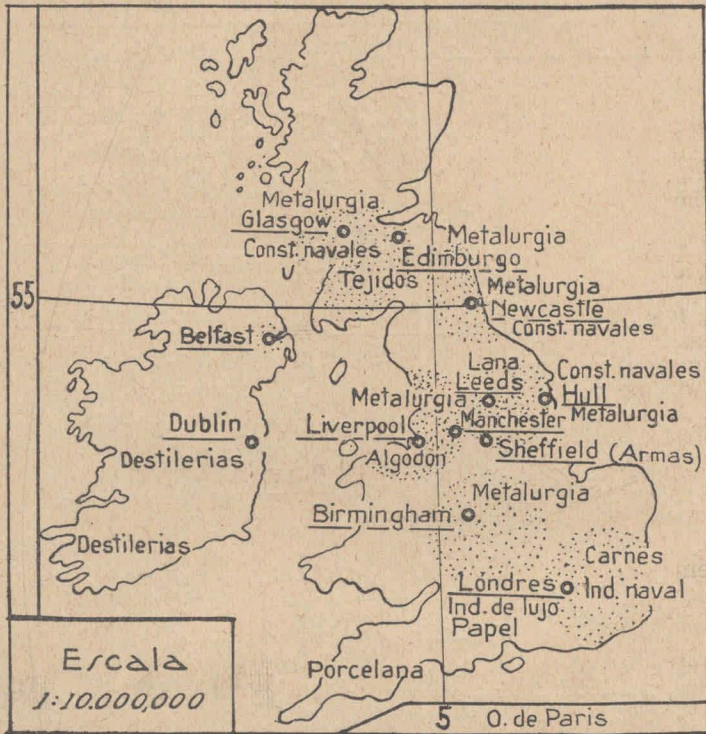 Metalurgia
Glasgow
Const. navales
Tejidos
Metalurgia
Edimburgo
Metalurgia
55
Newcastle
Const. navales
Belfast
Lana
Const. navales
Leeds
Metalurgia
Hull
Metalurgia
Manchester
Dublín
Liverpool
Destilerias
Algodon
Sheffield (Armas)
Metalurgia
Birmingham
Destilerias
Carnes
Londres
Ind. naval
Ind. de lujo
Papel
Porcelana
Escala
1:10.000,000
5 O. de Paris